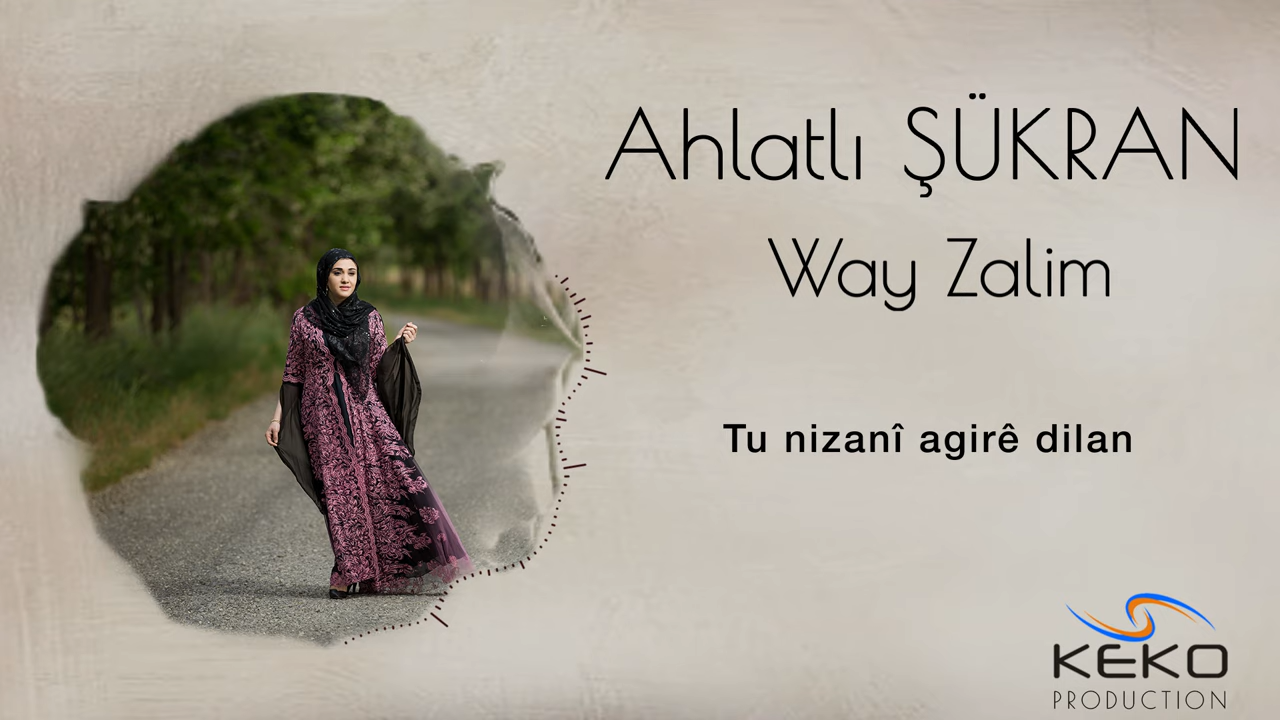 Ahlatlı ŞÜKRAN
Way Zalim
Tu nizanî agirê dilan
KEKO
PRODUCTION